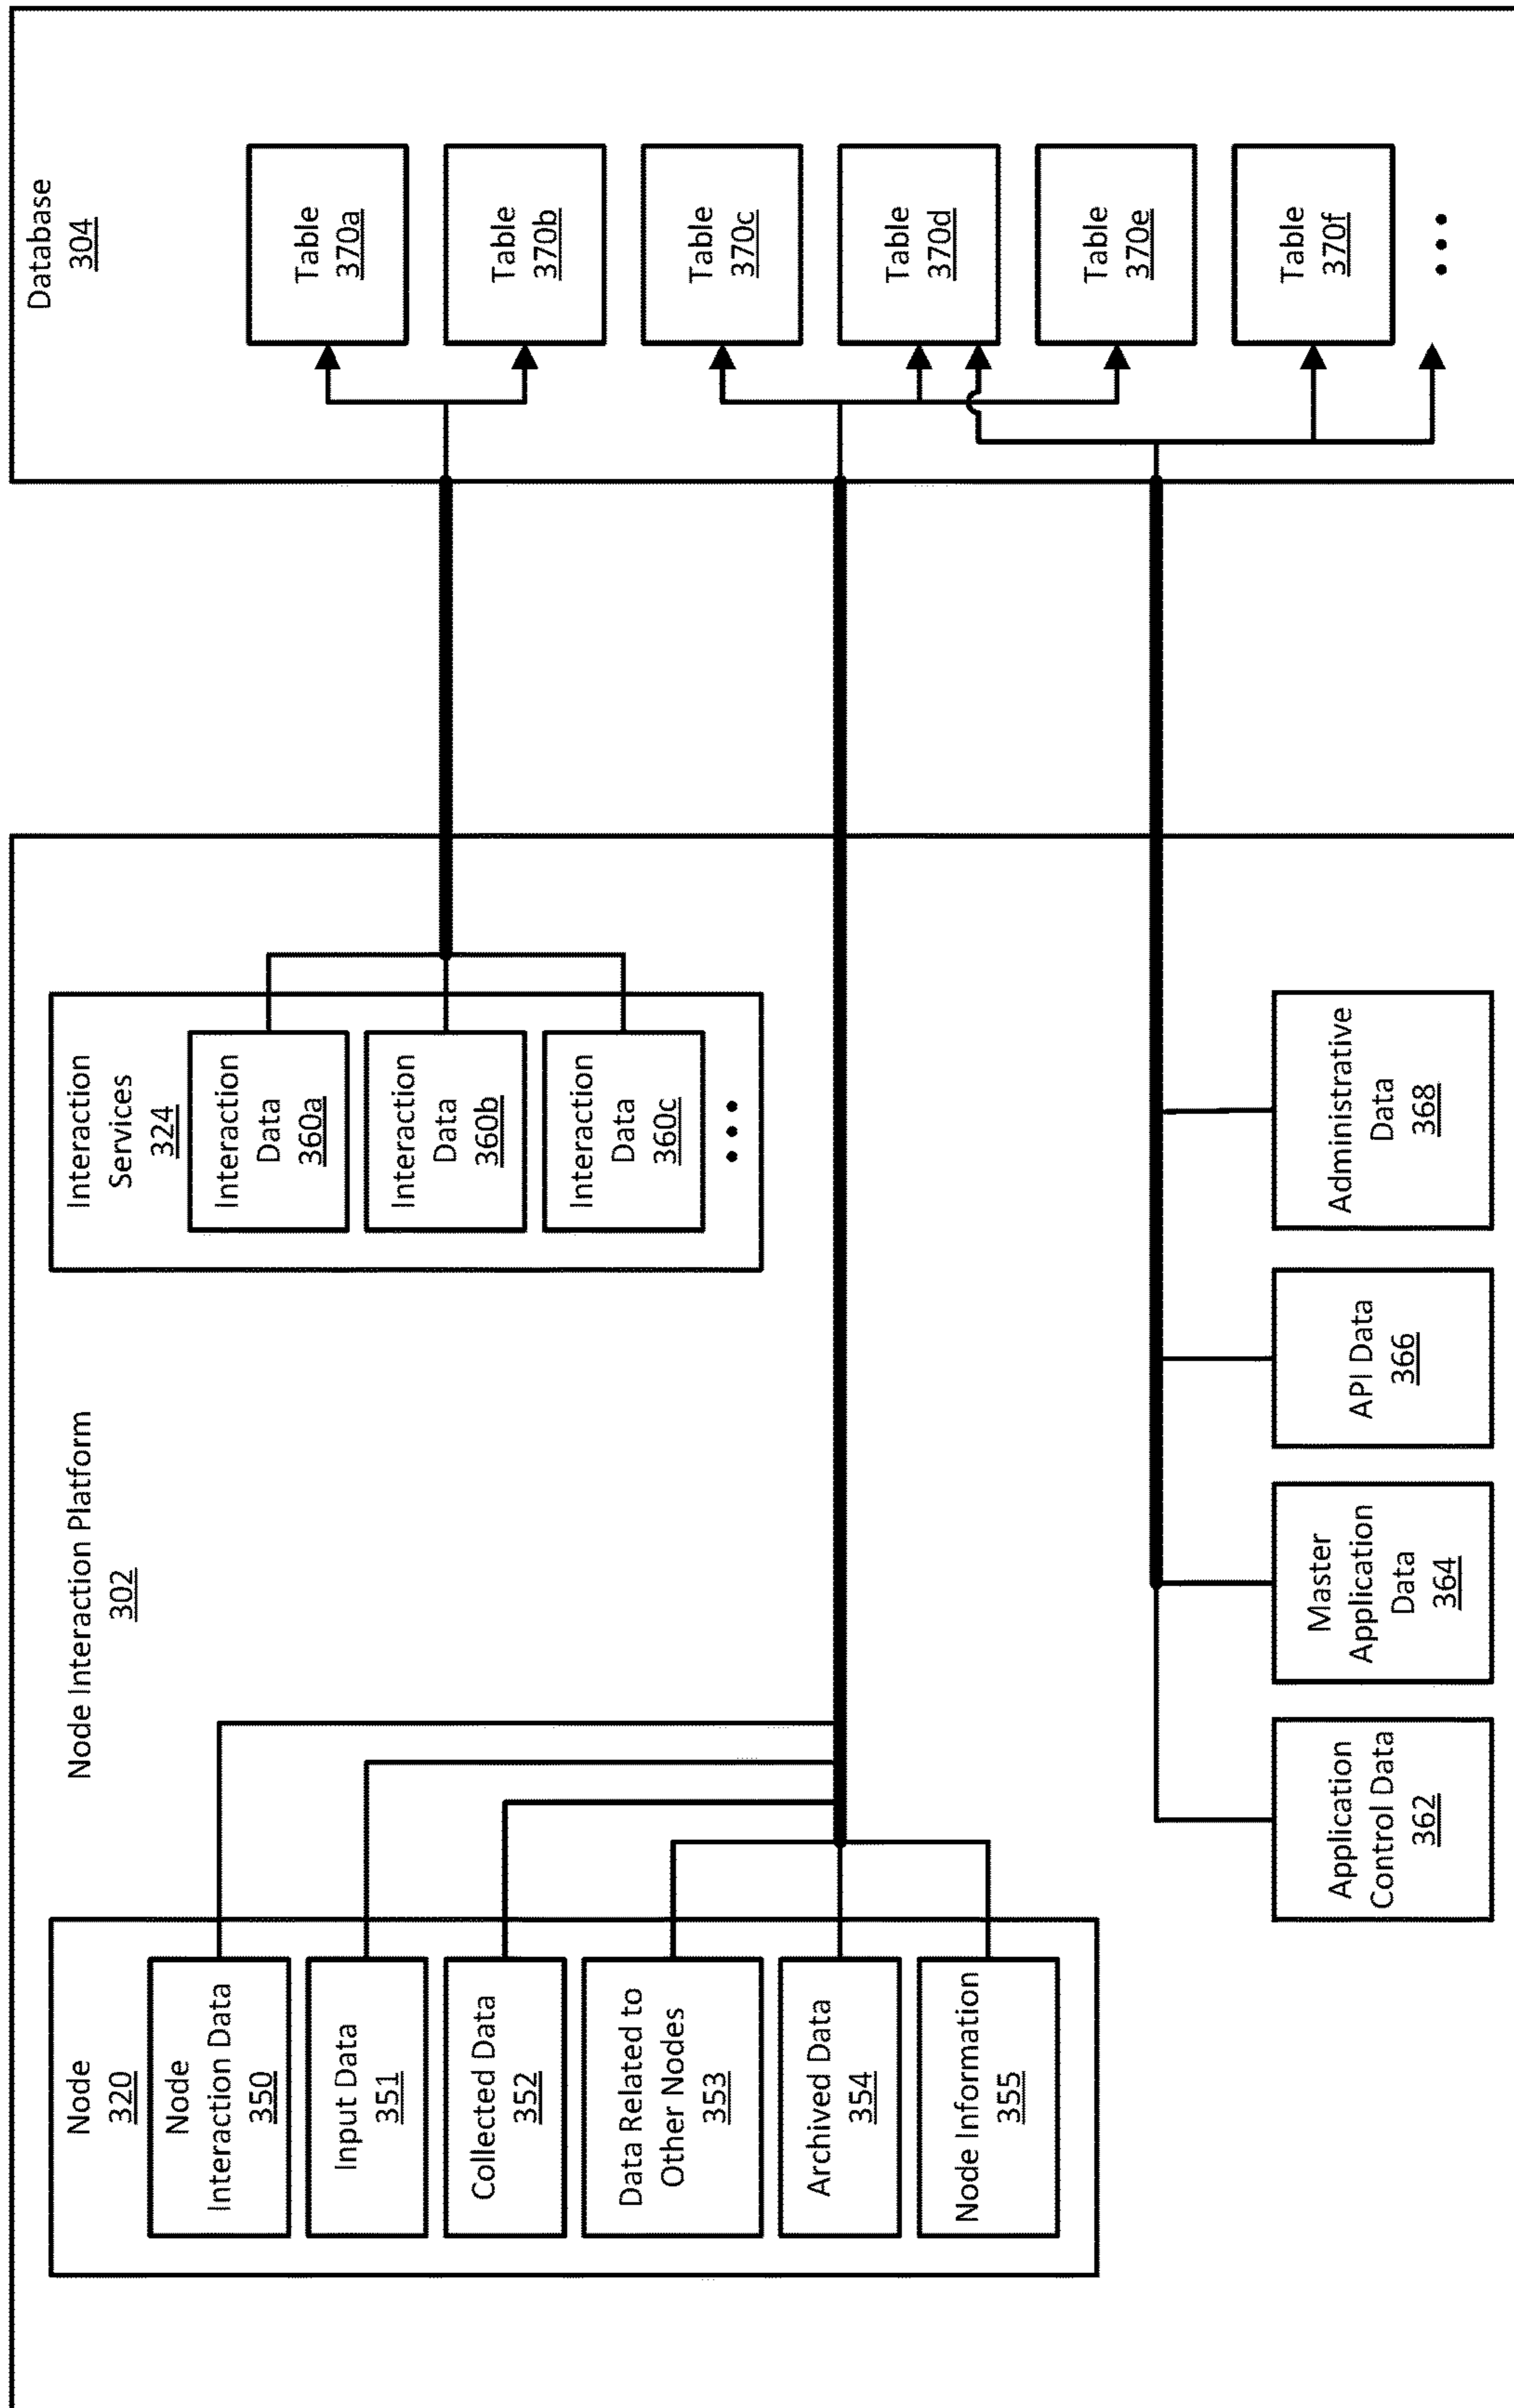 Node Interaction Platform
302
Node
320
Node
Interaction Data
350
Input Data
351
Collected Data
352
Data Related to
Other Nodes
353
Archived Data
354
Node Information
355
Interaction
Services
324
Interaction
Data
360a
Interaction
Data
360b
Interaction
Data
360c
Application
Control Data
362
Master
Application
Data
364
API Data
366
Administrative
Data
368
Database
304
Table
370a
Table
370b
Table
370c
Table
370d
Table
370e
Table
370f